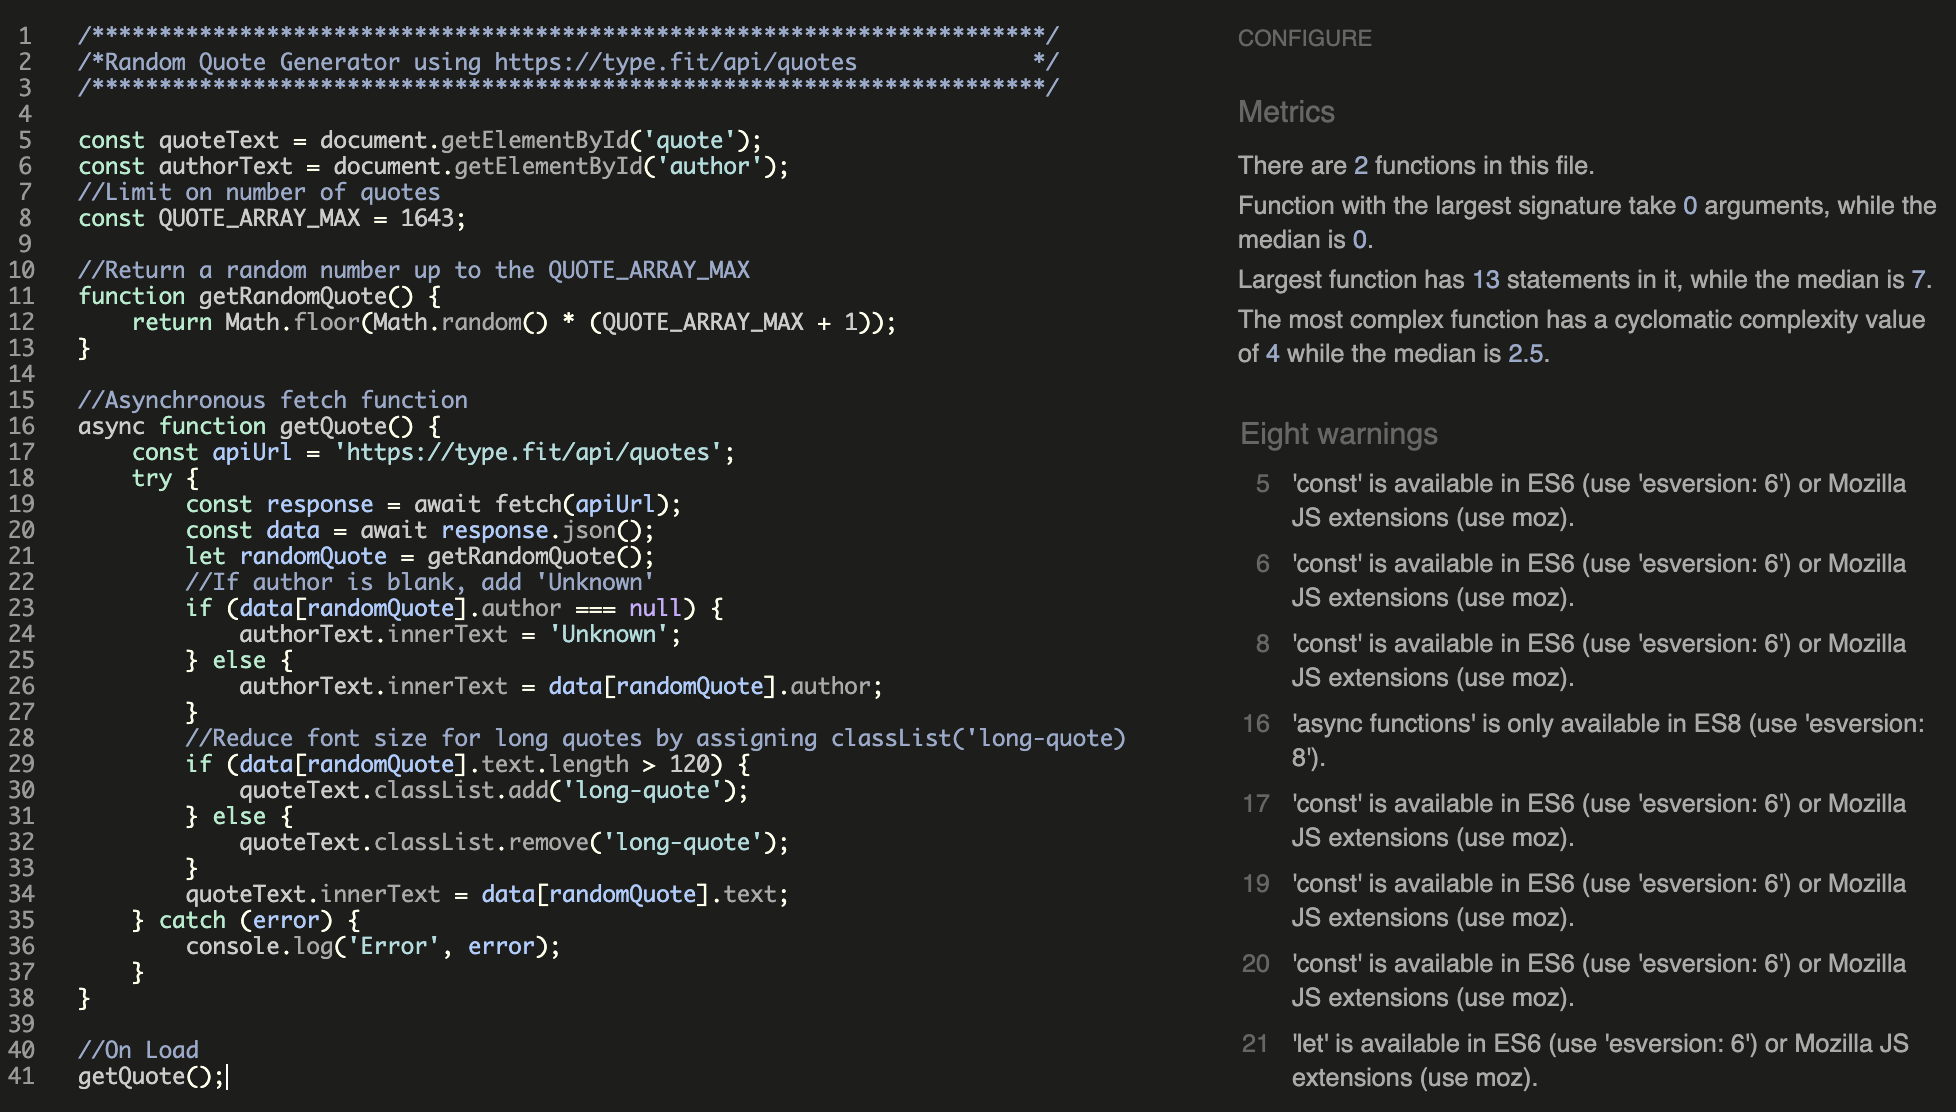 1 /***********************************************************************/
2 /*Random Quote Generator using https://type.fit/api/quotes             */
3 /***********************************************************************/
4
5 const quoteText = document.getElementById('quote');
6 const authorText = document.getElementById('author');
7 //Limit on number of quotes
8 const QUOTE_ARRAY_MAX = 1643;
9
10 //Return a random number up to the QUOTE_ARRAY_MAX
11 function getRandomQuote() {
12     return Math.floor(Math.random() * (QUOTE_ARRAY_MAX + 1));
13 }
14
15 //Asynchronous fetch function
16 async function getQuote() {
17     const apiUrl = 'https://type.fit/api/quotes';
18     try {
19         const response = await fetch(apiUrl);
20         const data = await response.json();
21         let randomQuote = getRandomQuote();
22         //If author is blank, add 'Unknown'
23         if (data[randomQuote].author === null) {
24             authorText.innerText = 'Unknown';
25         } else {
26             authorText.innerText = data[randomQuote].author;
27         }
28         //Reduce font size for long quotes by assigning classList('long-quote)
29         if (data[randomQuote].text.length > 120) {
30             quoteText.classList.add('long-quote');
31         } else {
32             quoteText.classList.remove('long-quote');
33         }
34         quoteText.innerText = data[randomQuote].text;
35     } catch (error) {
36         console.log('Error', error);
37     }
38 }
39
40 //On Load
41 getQuote();
CONFIGURE
Metrics
There are 2 functions in this file.
Function with the largest signature take 0 arguments, while the
median is 0.
Largest function has 13 statements in it, while the median is 7.
The most complex function has a cyclomatic complexity value
of 4 while the median is 2.5.
Eight warnings
5 'const' is available in ES6 (use 'esversion: 6') or Mozilla
JS extensions (use moz).
6 'const' is available in ES6 (use 'esversion: 6') or Mozilla
JS extensions (use moz).
8 'const' is available in ES6 (use 'esversion: 6') or Mozilla
JS extensions (use moz).
16 'async functions' is only available in ES8 (use 'esversion:
8').
17 'const' is available in ES6 (use 'esversion: 6') or Mozilla
JS extensions (use moz).
19 'const' is available in ES6 (use 'esversion: 6') or Mozilla
JS extensions (use moz).
20 'const' is available in ES6 (use 'esversion: 6') or Mozilla
JS extensions (use moz).
21 'let' is available in ES6 (use 'esversion: 6') or Mozilla JS
extensions (use moz).